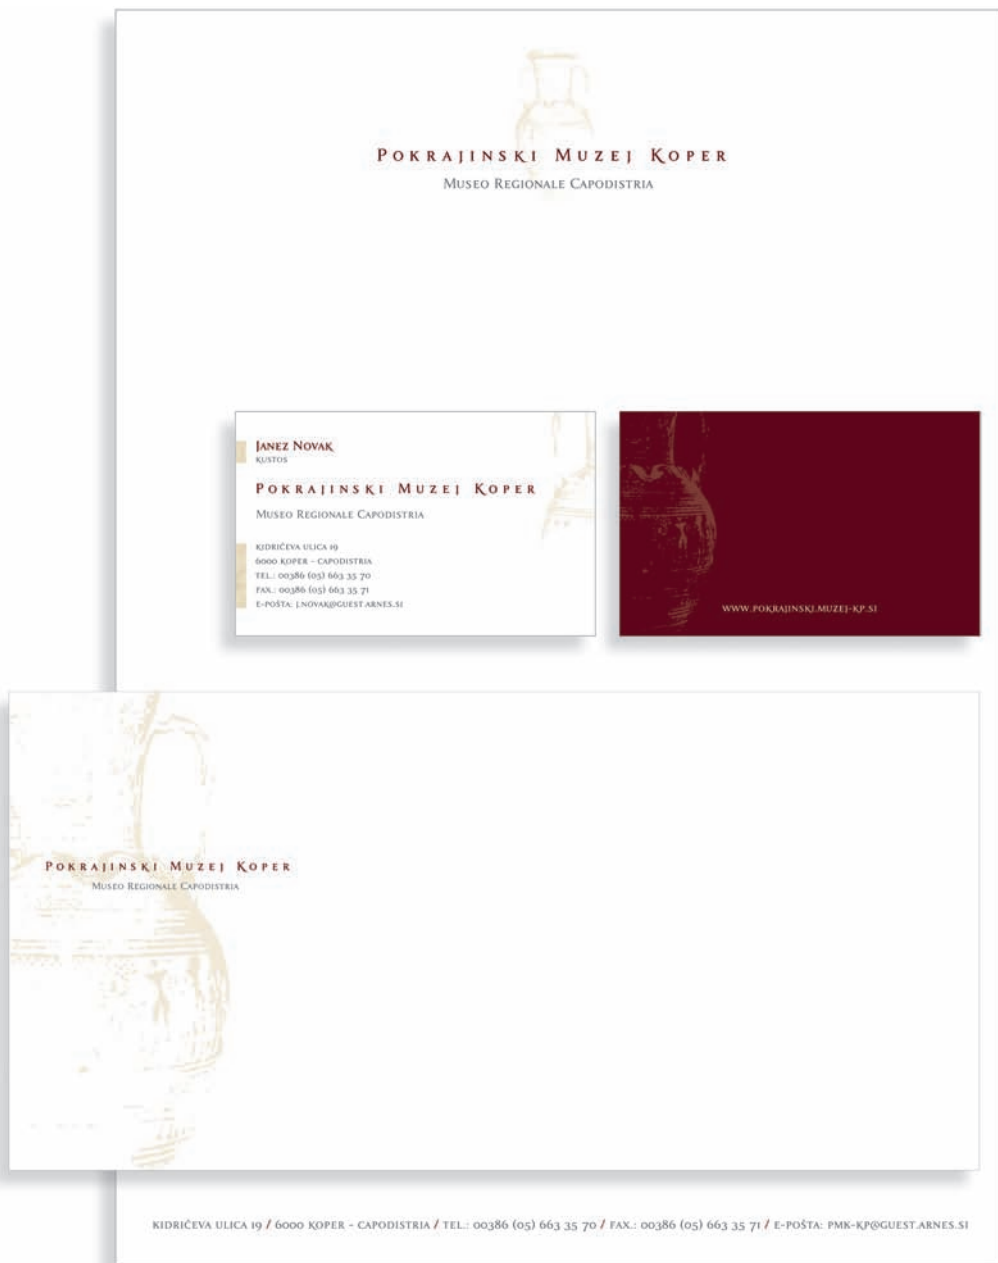 Pokrajinski Muzej Koper
Museo Regionale Capodistria
Janez Novak
kustos
Pokrajinski Muzej Koper
Museo Regionale Capodistria
Kidričeva ulica 19
6000 Koper - Capodistria
Tel.: 00386 (05) 663 35 70
Fax.: 00386 (05) 663 35 71
e-pošta: j.novak@guest.arnes.si
www.pokrajinski.muzej-kp.si
Pokrajinski Muzej Koper
Museo Regionale Capodistria
Kidričeva ulica 19 / 6000 Koper - Capodistria / Tel.: 00386 (05) 663 35 70 / Fax.: 00386 (05) 663 35 71 / e-pošta: pmk-kp@guest.arnes.si